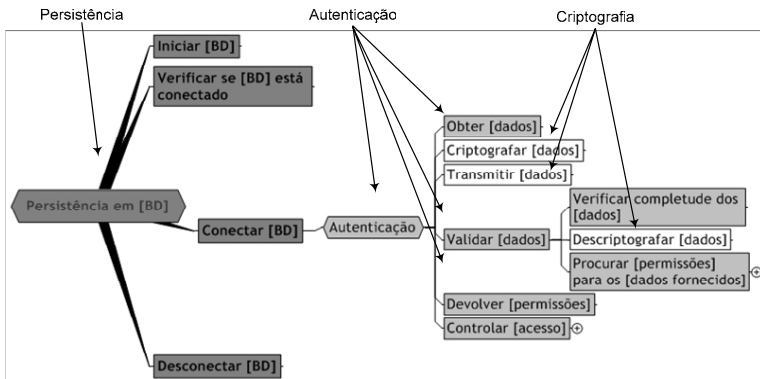 Persistência
Autenticação
Criptografia
Iniciar [BD]
Verificar se [BD] está
conectado
Obter [dados]
Criptografar [dados]
Transmitir [dados]
Verificar completude dos
[dados]
Persistência em [BD]
Conectar [BD]
Autenticação
Validar [dados]
Descriptografar [dados]
Procurar [permissões]
para os [dados fornecidos]
Devolver [permissões]
Controlar [acesso]
Desconectar [BD]